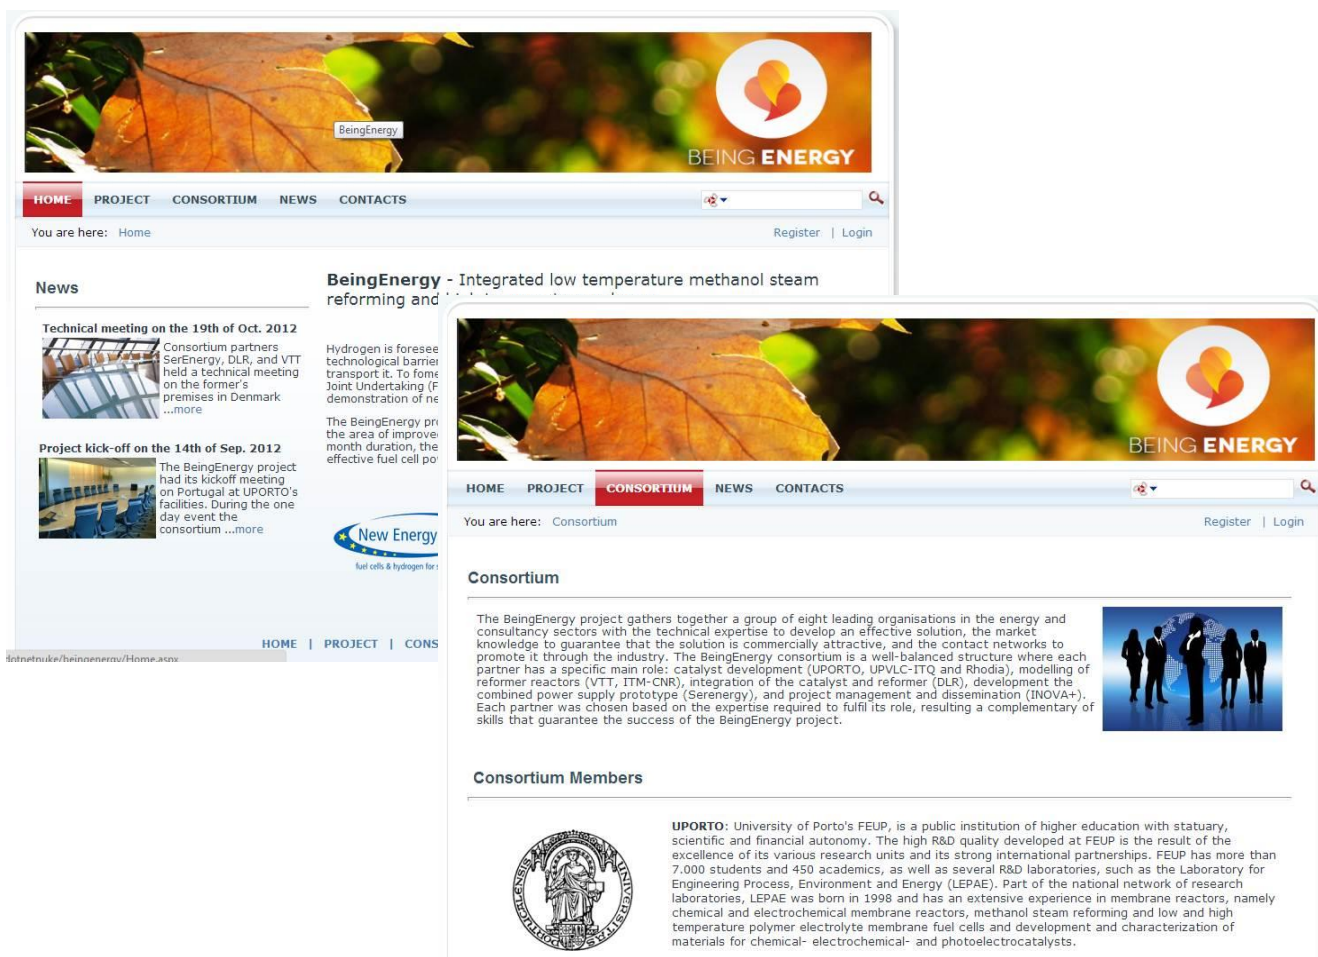 BeingEnergy
BEING ENERGY
HOME PROJECT CONSORTIUM NEWS CONTACTS
You are here: Home
Register | Login
News
Technical meeting on the 19th of Oct. 2012
Consortium partners
SerEnergy, DLR, and VTT
held a technical meeting
on the former's
premises in Denmark
...more
Project kick-off on the 14th of Sep. 2012
The BeingEnergy project
had its kickoff meeting
on Portugal at UPORTO's
facilities. During the one
day event the
consortium ...more
BeingEnergy - Integrated low temperature methanol steam
reforming and
Hydrogen is foresee
technological barrie
transport it. To fome
Joint Undertaking (F
demonstration of ne
The BeingEnergy pro
the area of improve
month duration, the
effective fuel cell po
New Energy
fuel cells & hydrogen for s
HOME | PROJECT | CONS
dotnetnuke/beingenergy/Home.aspx
BEING ENERGY
HOME PROJECT CONSORTIUM NEWS CONTACTS
You are here: Consortium
Register | Login
Consortium
The BeingEnergy project gathers together a group of eight leading organisations in the energy and
consultancy sectors with the technical expertise to develop an effective solution, the market
knowledge to guarantee that the solution is commercially attractive, and the contact networks to
promote it through the industry. The BeingEnergy consortium is a well-balanced structure where each
partner has a specific main role: catalyst development (UPORTO, UPVLC-ITQ and Rhodia), modelling of
reformer reactors (VTT, ITM-CNR), integration of the catalyst and reformer (DLR), development the
combined power supply prototype (Serenergy), and project management and dissemination (INOVA+).
Each partner was chosen based on the expertise required to fulfil its role, resulting a complementary of
skills that guarantee the success of the BeingEnergy project.
Consortium Members
UPORTO: University of Porto's FEUP, is a public institution of higher education with statuary,
scientific and financial autonomy. The high R&D quality developed at FEUP is the result of the
excellence of its various research units and its strong international partnerships. FEUP has more than
7.000 students and 450 academics, as well as several R&D laboratories, such as the Laboratory for
Engineering Process, Environment and Energy (LEPAE). Part of the national network of research
laboratories, LEPAE was born in 1998 and has an extensive experience in membrane reactors, namely
chemical and electrochemical membrane reactors, methanol steam reforming and low and high
temperature polymer electrolyte membrane fuel cells and development and characterization of
materials for chemical- electrochemical- and photoelectrocatalysts.